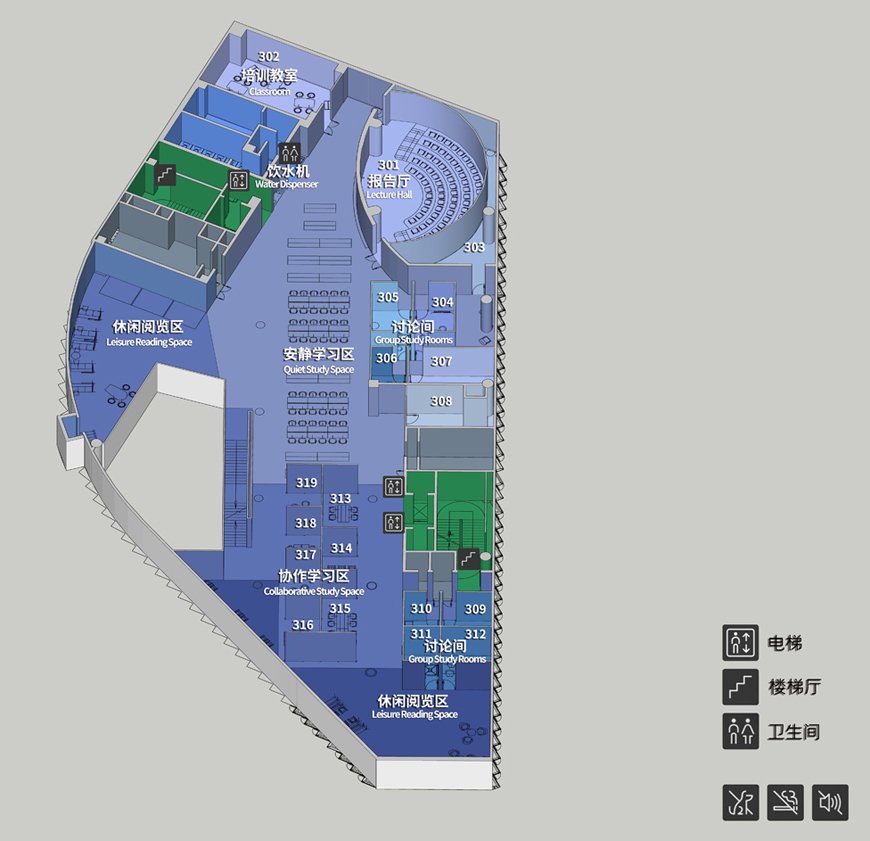 302
培训教室
Classroom
301
报告厅
Lecture Hall
饮水机
Water Dispenser
303
305
304
讨论间
Group Study Rooms
306
307
308
休闲阅览区
Leisure Reading Space
安静学习区
Quiet Study Space
319
313
318
314
317
协作学习区
Collaborative Study Space
315
316
310
309
311
312
讨论间
Group Study Rooms
休闲阅览区
Leisure Reading Space
电梯
楼梯厅
卫生间